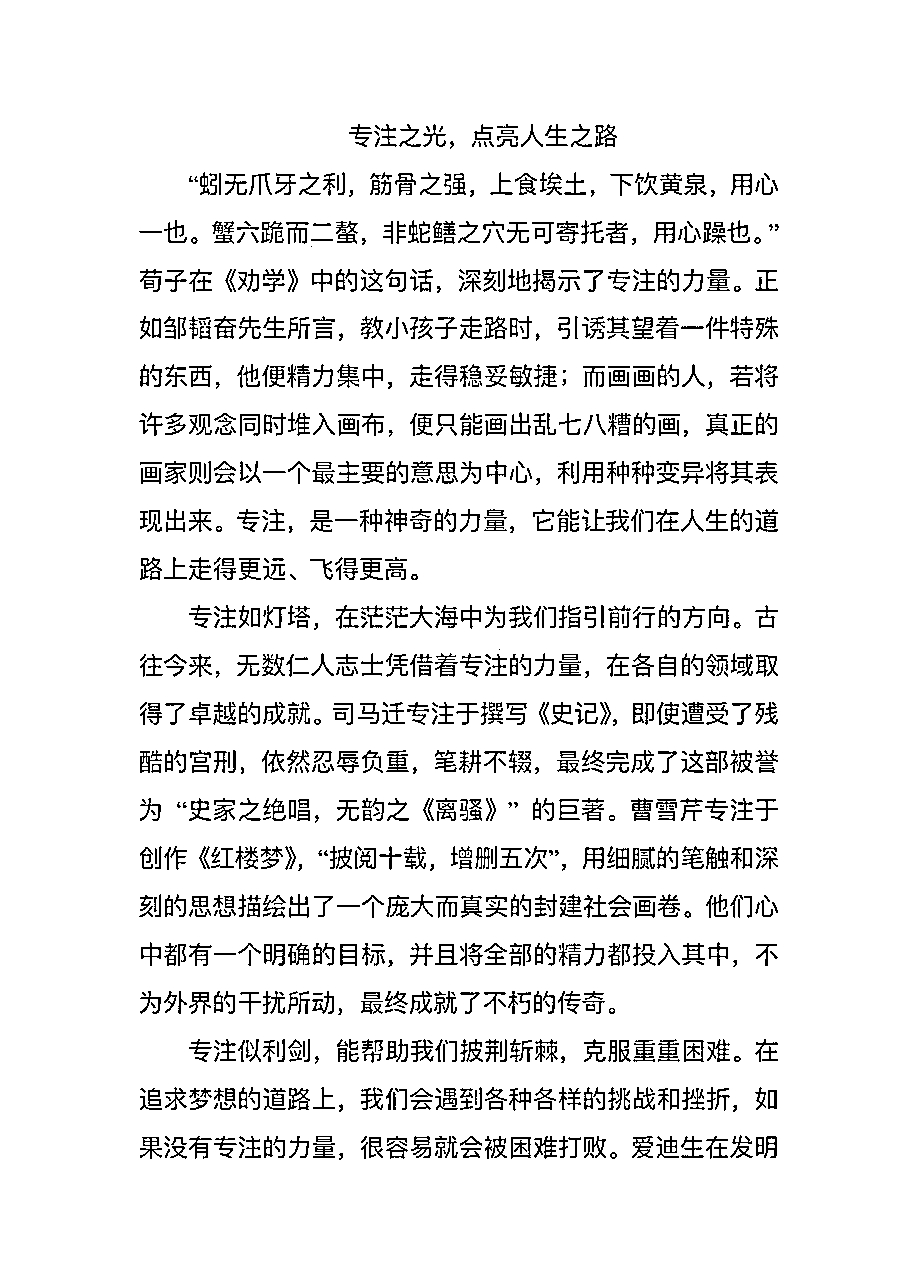 专注之光，点亮人生之路
“蚓无爪牙之利，筋骨之强，上食埃土，下饮黄泉，用心
一也。蟹六跪而二螯，非蛇鳝之穴无可寄托者，用心躁也。”
荀子在《劝学》中的这句话，深刻地揭示了专注的力量。正
如邹韬奋先生所言，教小孩子走路时，引诱其望着一件特殊
的东西，他便精力集中，走得稳妥敏捷；而画画的人，若将
许多观念同时堆入画布，便只能画出乱七八糟的画，真正的
画家则会以一个最主要的意思为中心，利用种种变异将其表
现出来。专注，是一种神奇的力量，它能让我们在人生的道
路上走得更远、飞得更高。
专注如灯塔，在茫茫大海中为我们指引前行的方向。古
往今来，无数仁人志士凭借着专注的力量，在各自的领域取
得了卓越的成就。司马迁专注于撰写《史记》，即使遭受了残
酷的宫刑，依然忍辱负重，笔耕不辍，最终完成了这部被誉
为“史家之绝唱，无韵之《离骚》”的巨著。曹雪芹专注于
创作《红楼梦》，“披阅十载，增删五次”，用细腻的笔触和深
刻的思想描绘出了一个庞大而真实的封建社会画卷。他们心
中都有一个明确的目标，并且将全部的精力都投入其中，不
为外界的干扰所动，最终成就了不朽的传奇。
专注似利剑，能帮助我们披荆斩棘，克服重重困难。在
追求梦想的道路上，我们会遇到各种各样的挑战和挫折，如
果没有专注的力量，很容易就会被困难打败。爱迪生在发明